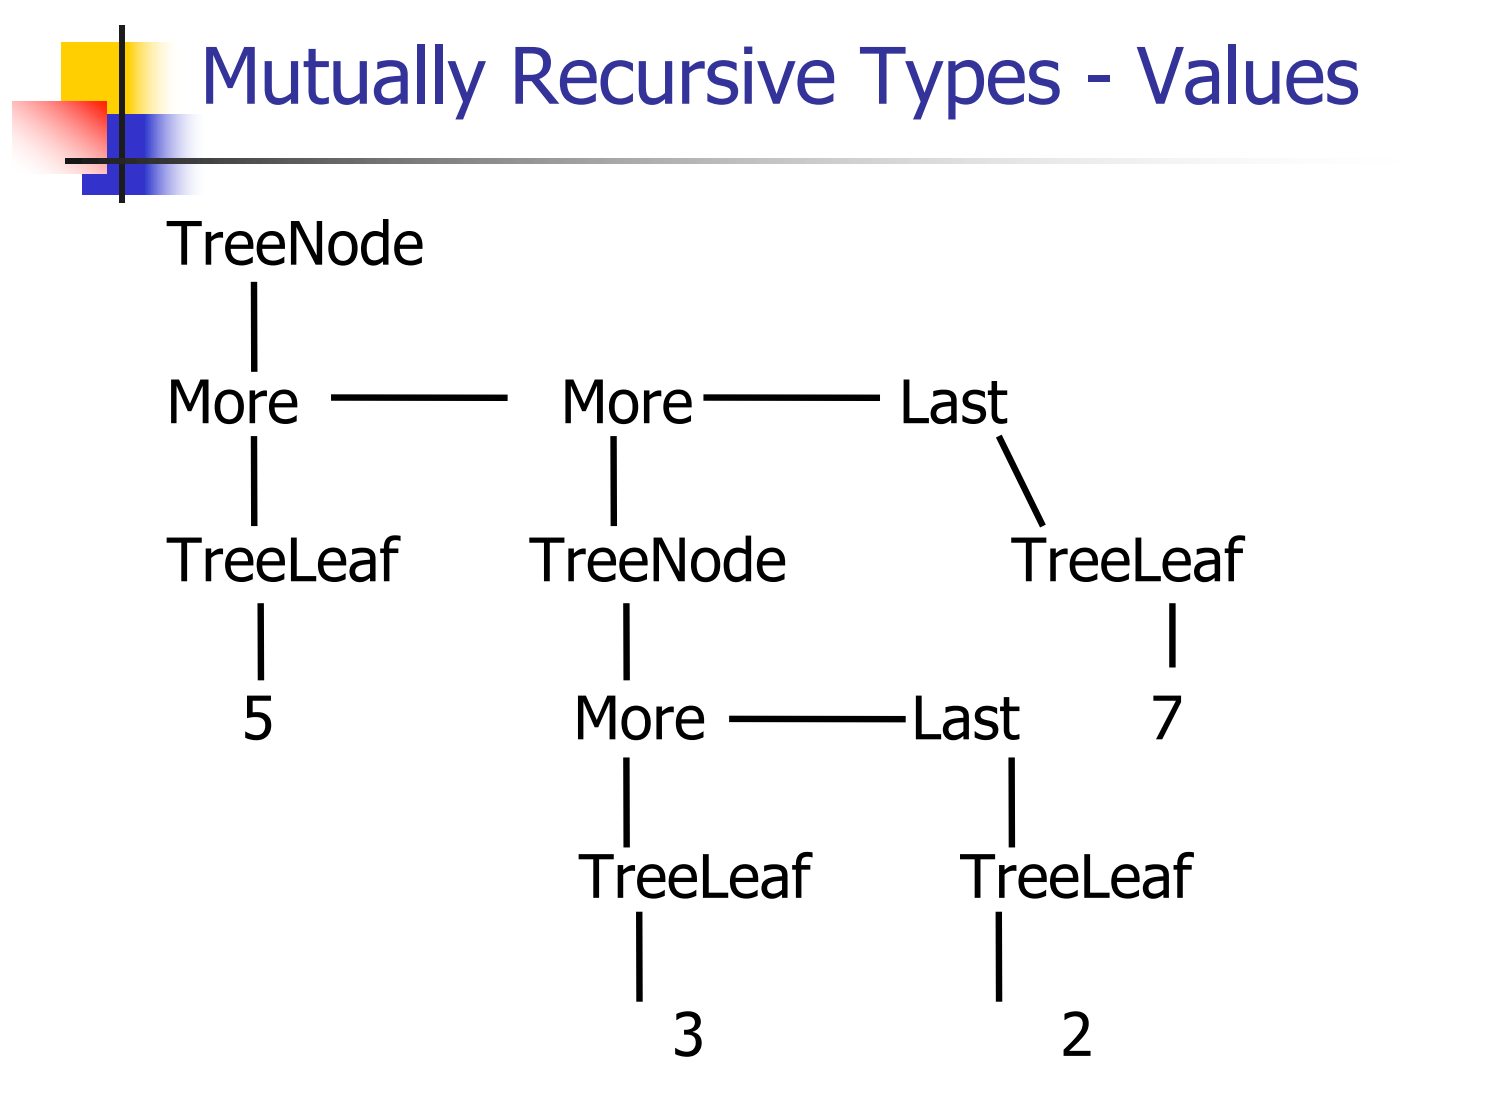 Mutually Recursive Types - Values
TreeNode
More More Last
TreeLeaf TreeNode TreeLeaf
5 More Last 7
TreeLeaf TreeLeaf
3 2